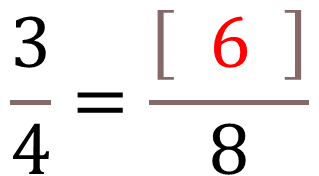 3/4 = [ 6 ]/8